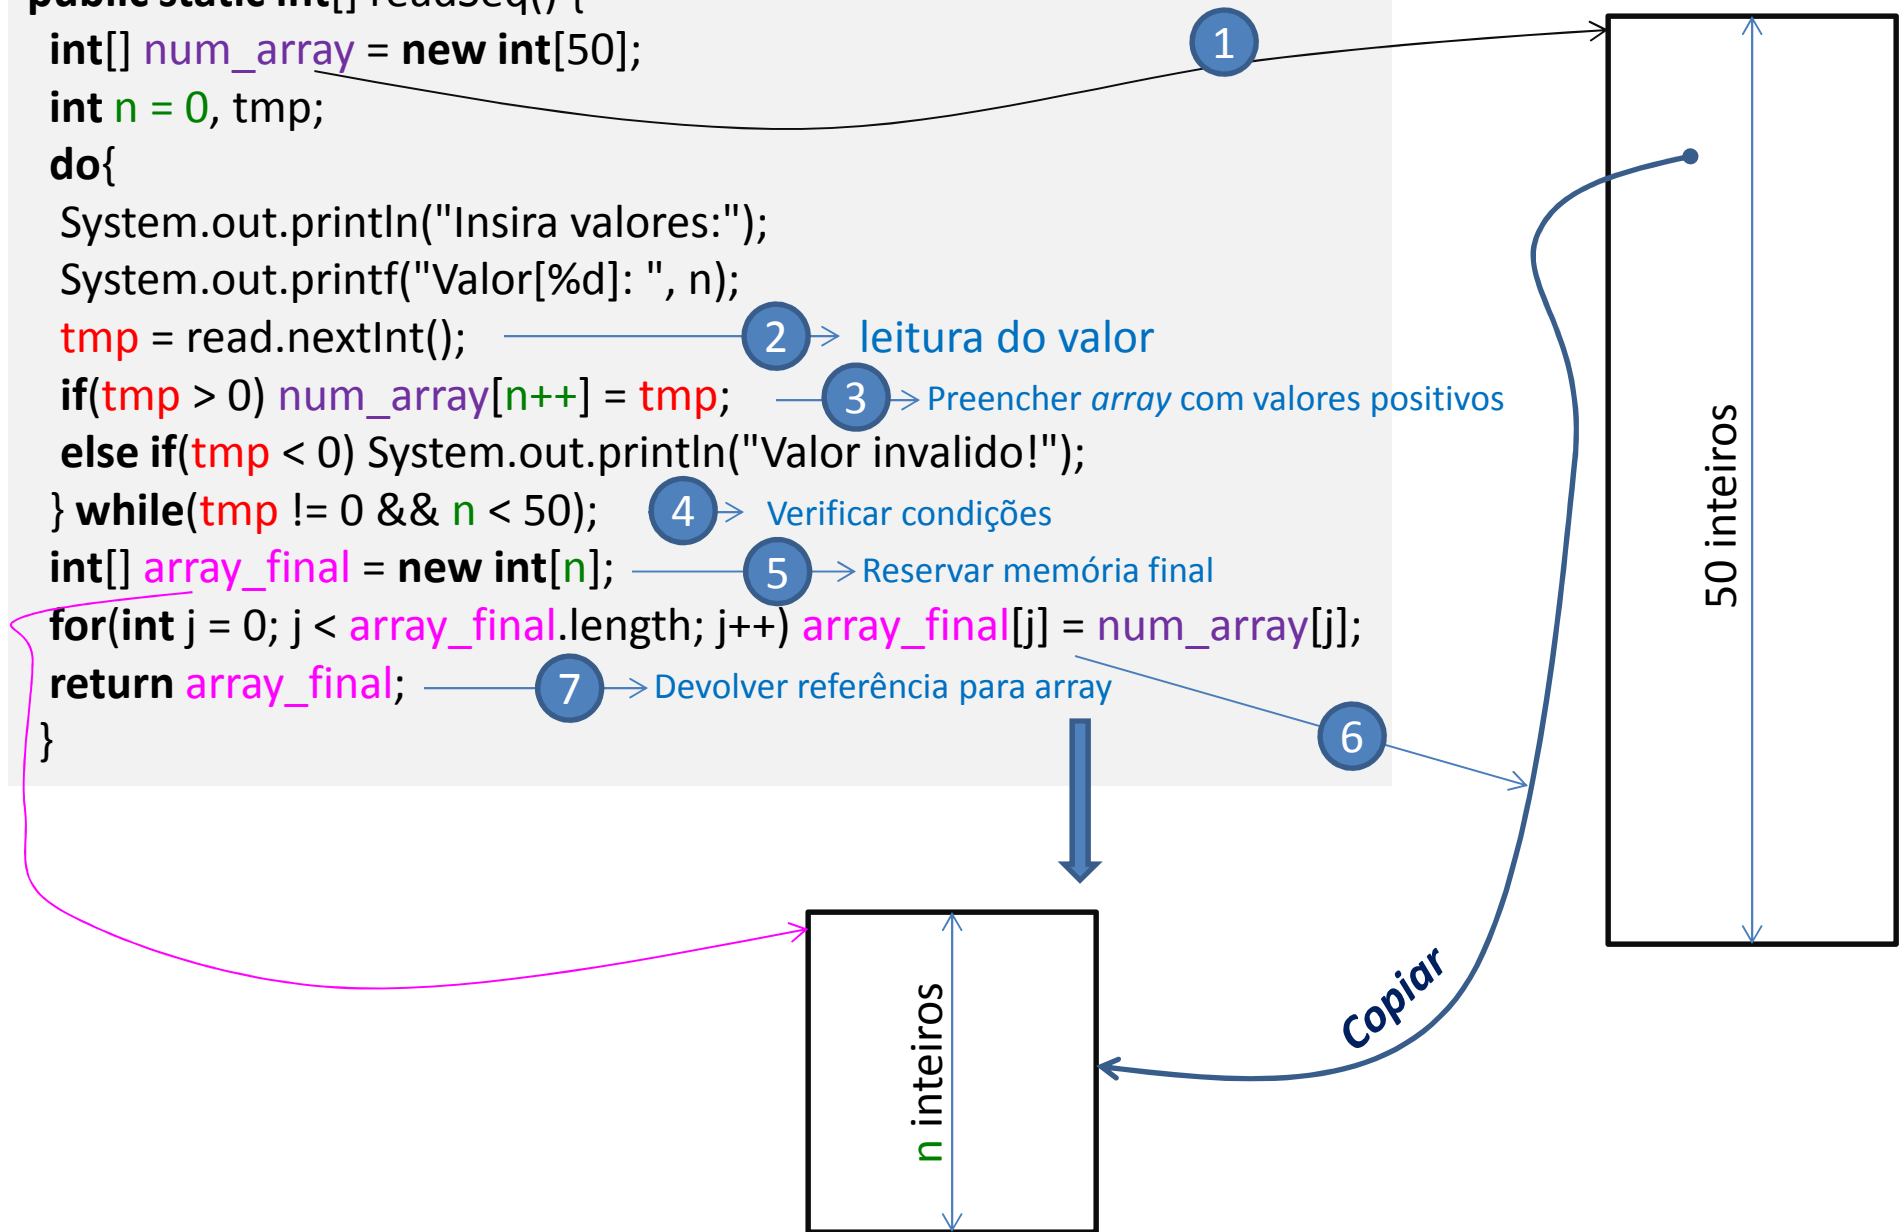 public static int[] readSeq() {
int[] num_array = new int[50];
1
int n = 0, tmp;
do{
System.out.println("Insira valores:");
System.out.printf("Valor[%d]: ", n);
tmp = read.nextInt(); 2 leitura do valor
if(tmp > 0) num_array[n++] = tmp; 3 Preencher array com valores positivos
else if(tmp < 0) System.out.println("Valor invalido!");
} while(tmp != 0 && n < 50); 4 Verificar condições
int[] array_final = new int[n]; 5 Reservar memória final
for(int j = 0; j < array_final.length; j++) array_final[j] = num_array[j];
return array_final; 7 Devolver referência para array
}
6
50 inteiros
Copiar
n inteiros